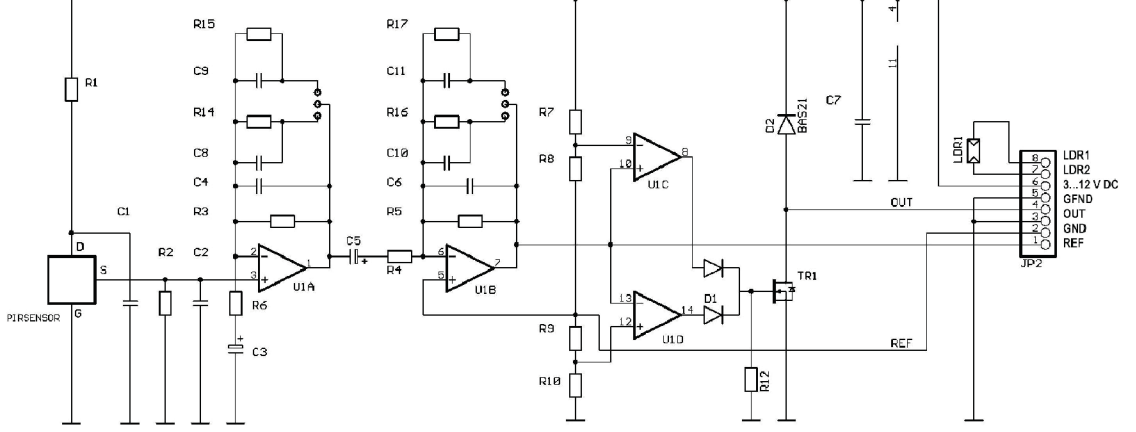 R15
R17
4
C9
C11
11
R1
R14
R16
R7
C7
D2
BAS21
LDR1
9
8
10
U1C
C8
C10
R8
8 LDR1
7 LDR2
6 3...12 V DC
5 GFND
4 OUT
3 OUT
2 GND
1 REF
JP2
C4
C6
C1
R3
R5
OUT
D
S
G
PIRSENSOR
R2
C2
2
3
1
U1A
C5
+
R4
6
5
7
U1B
R6
+
C3
13
12
14
U1D
D1
TR1
R9
R10
R12
REF